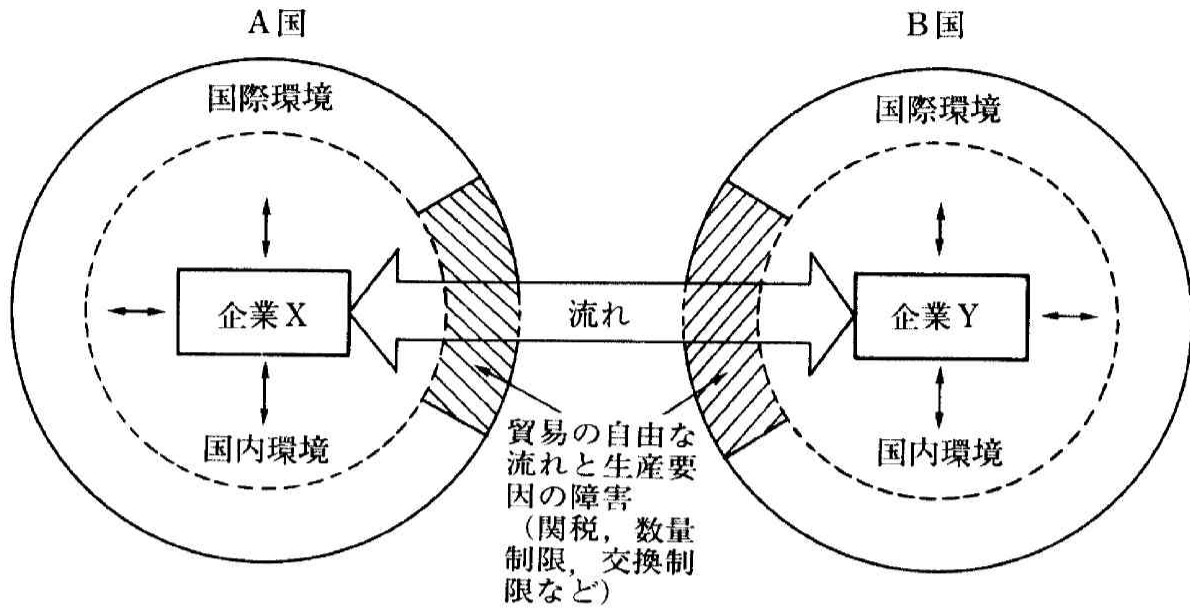 A国
B国
国際環境
国際環境
企業X
流れ
企業Y
国内環境
国内環境
貿易の自由な
流れと生産要
因の障害
(関税,数量
制限,交換制
限など)